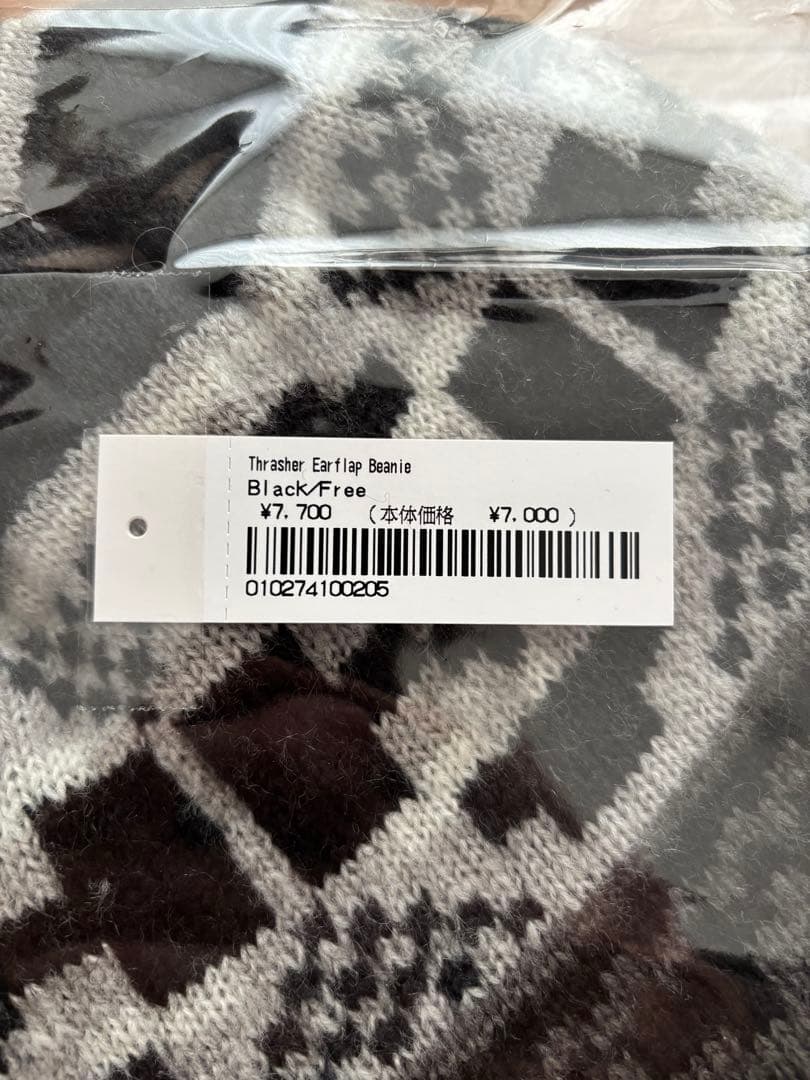 Thrasher Earflap Beanie
Black/Free
¥7,700 (本体価格 ¥7,000 )
010274100205